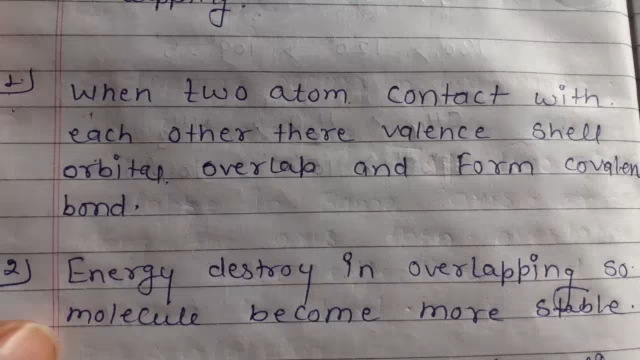 1) When two atom contact with
each other there valence shell
orbital overlap and Form covalen
bond.
2) Energy destroy in overlapping so
molecule become more stable.